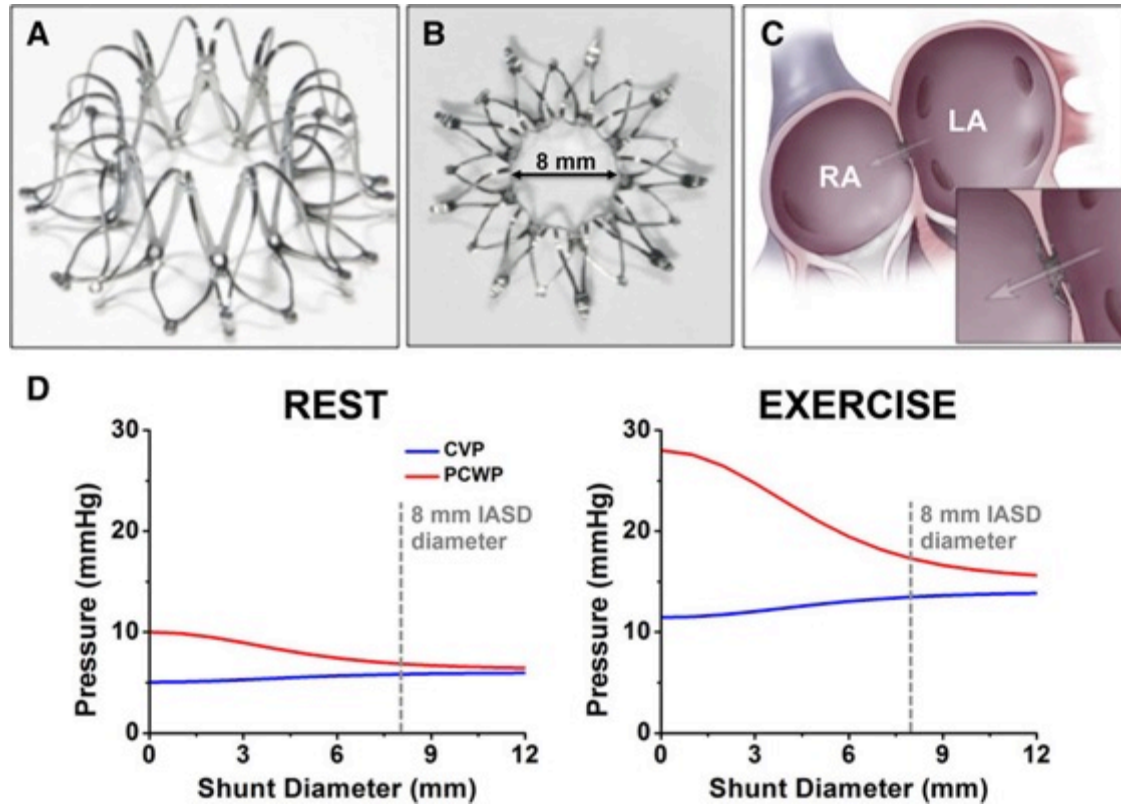 A
B
8 mm
C
LA
RA
D
REST
30
20
10
0
Pressure (mmHg)
CVP
PCWP
8 mm IASD
diameter
0 3 6 9 12
Shunt Diameter (mm)
EXERCISE
30
20
10
0
Pressure (mmHg)
8 mm IASD
diameter
0 3 6 9 12
Shunt Diameter (mm)